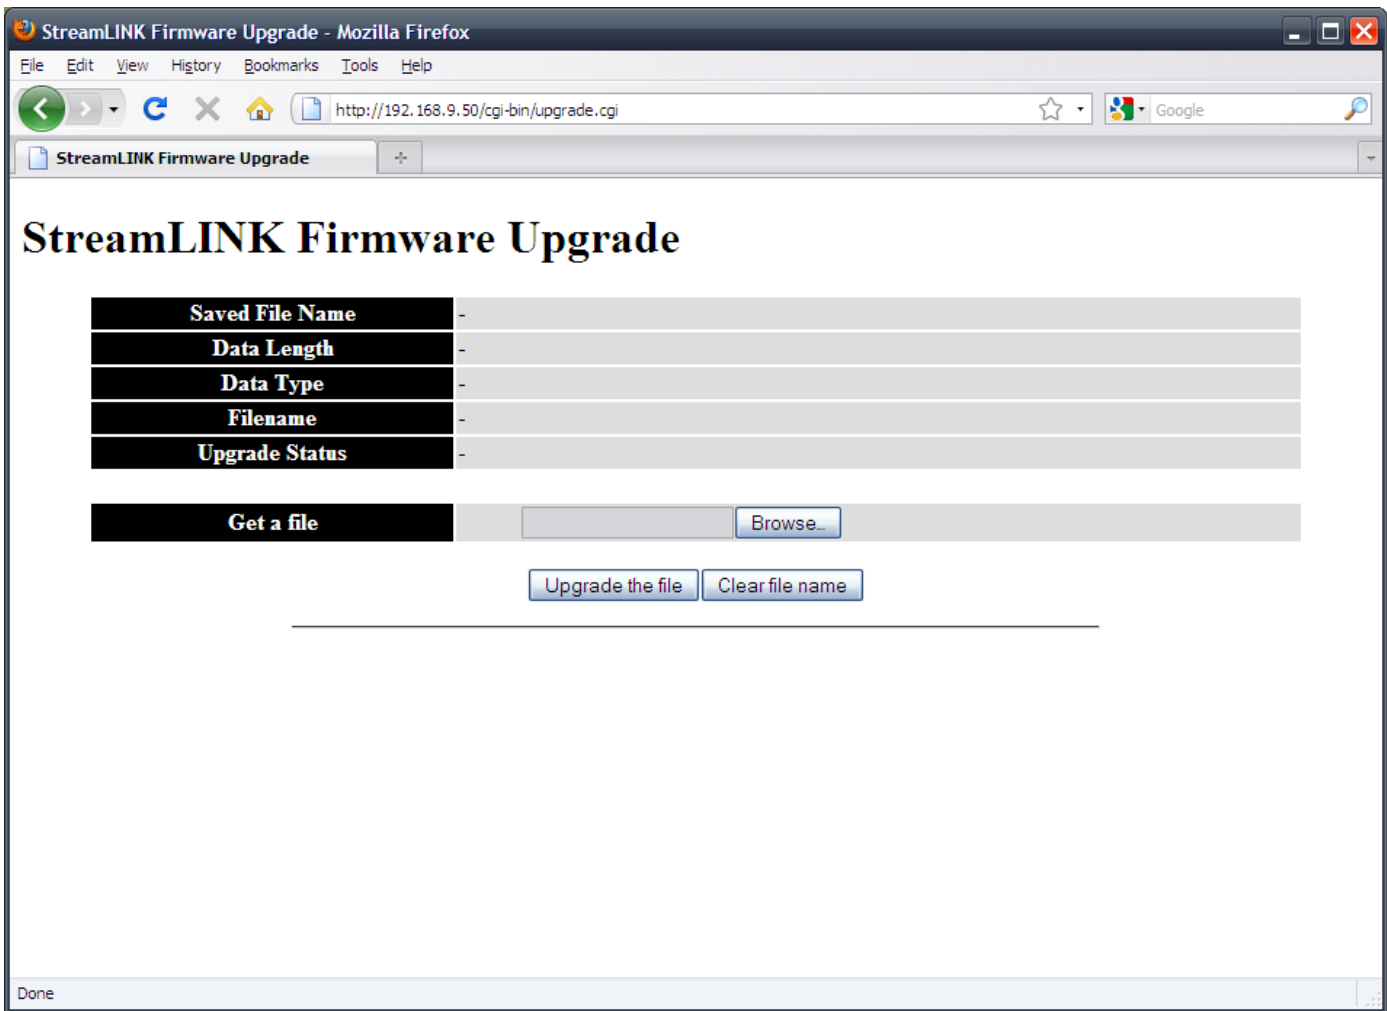 StreamLINK Firmware Upgrade - Mozilla Firefox
File Edit View History Bookmarks Tools Help
http://192.168.9.50/cgi-bin/upgrade.cgi Google
StreamLINK Firmware Upgrade
StreamLINK Firmware Upgrade
Saved File Name -
Data Length -
Data Type -
Filename -
Upgrade Status -
Get a file Browse...
Upgrade the file Clear file name
Done